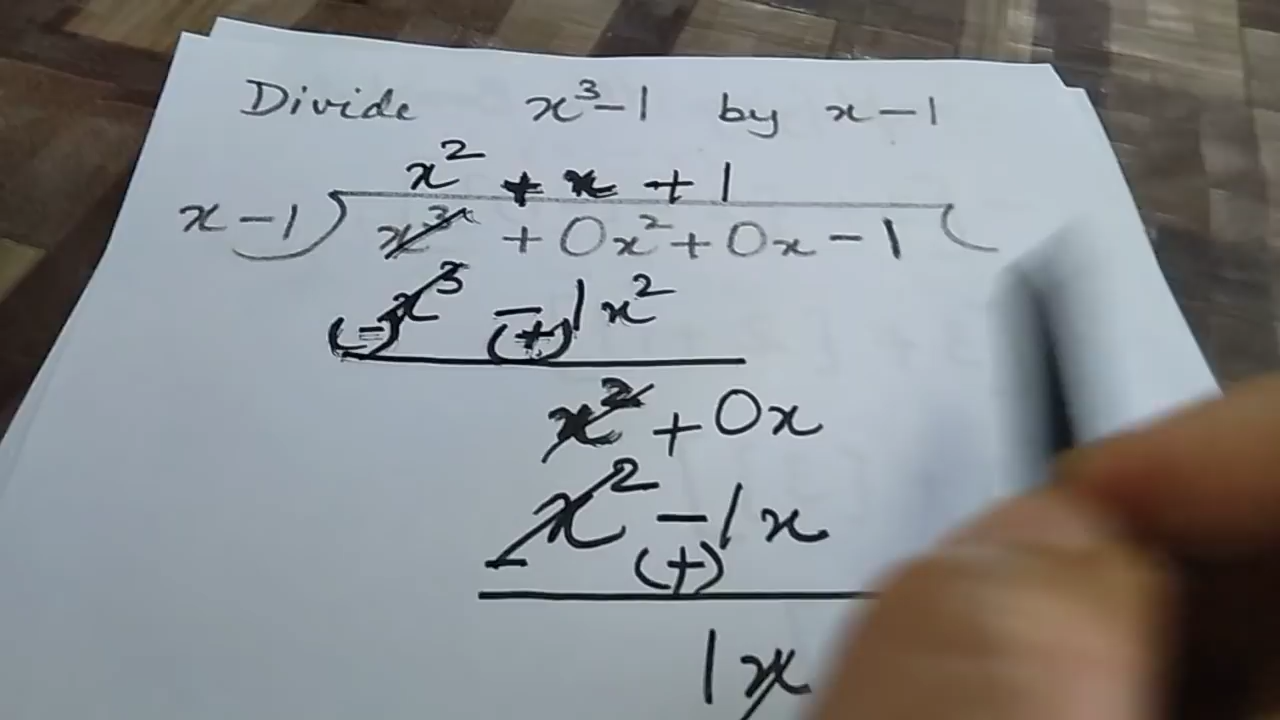 Divide x³-1 by x-1
x² + x + 1
x-1) x³ + 0x² + 0x - 1 (
x³ - 1x²
(-) (+)
x² + 0x
x² - 1x
- (+)
1x